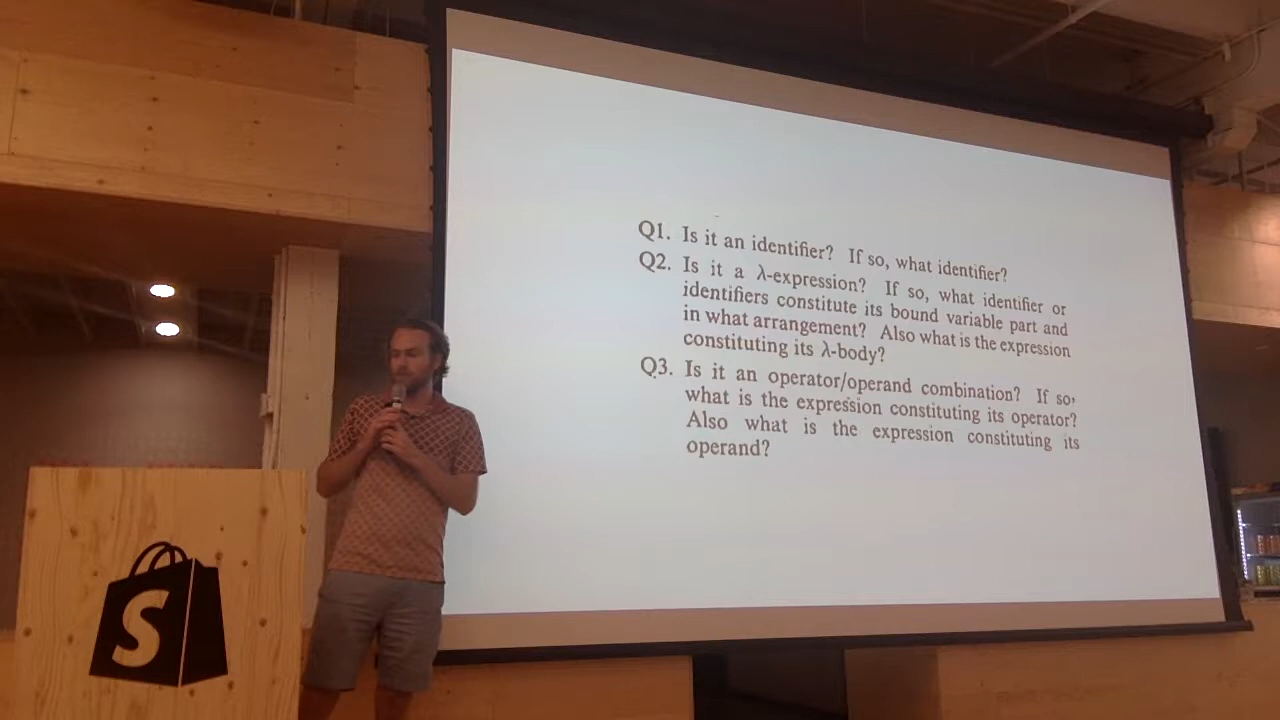 Q1. Is it an identifier? If so, what identifier?
Q2. Is it a λ-expression? If so, what identifier or
identifiers constitute its bound variable part and
in what arrangement? Also what is the expression
constituting its λ-body?
Q3. Is it an operator/operand combination? If so,
what is the expression constituting its operator?
Also what is the expression constituting its
operand?
S